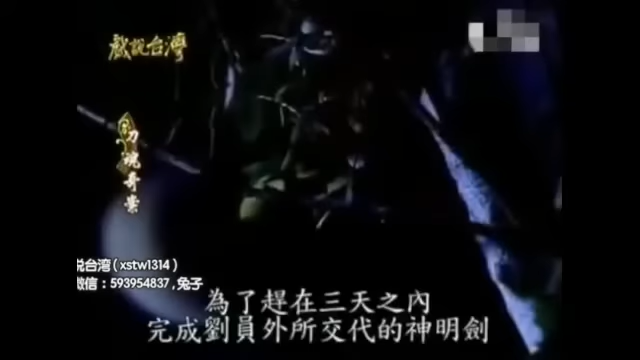 戲說台灣
刀魂奇案
說台湾(xstw1314)
微信:593954837,兔子
為了趕在三天之內
完成劉員外所交代的神明劍